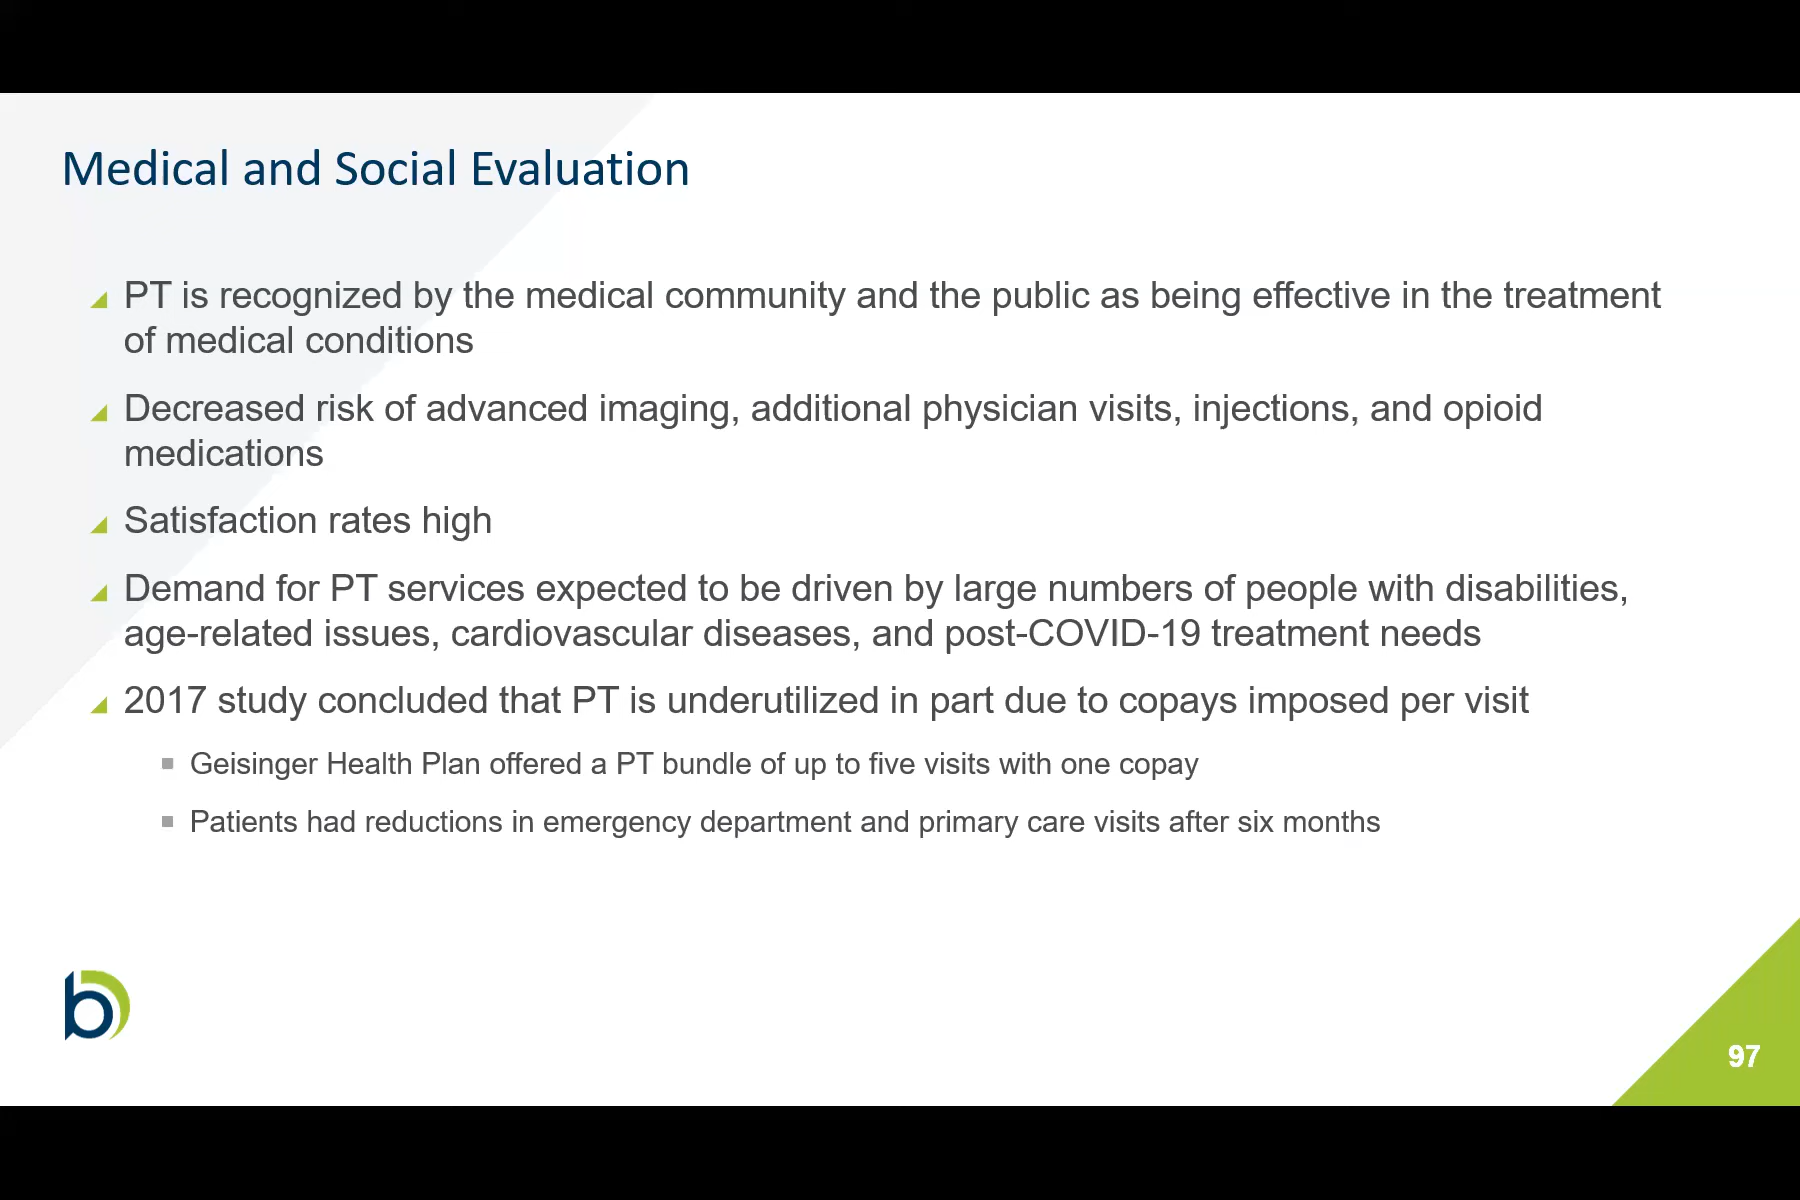 Medical and Social Evaluation
PT is recognized by the medical community and the public as being effective in the treatment
of medical conditions
Decreased risk of advanced imaging, additional physician visits, injections, and opioid
medications
Satisfaction rates high
Demand for PT services expected to be driven by large numbers of people with disabilities,
age-related issues, cardiovascular diseases, and post-COVID-19 treatment needs
2017 study concluded that PT is underutilized in part due to copays imposed per visit
Geisinger Health Plan offered a PT bundle of up to five visits with one copay
Patients had reductions in emergency department and primary care visits after six months
b
97